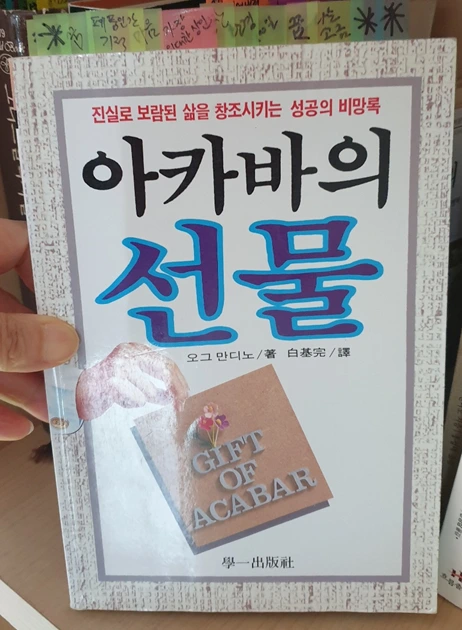 진실로 보람된 삶을 창조시키는 성공의 비망록
아카바의
선물
오그 만디노/著 白基完/譯
GIFT
OF
ACABAR
學一出版社